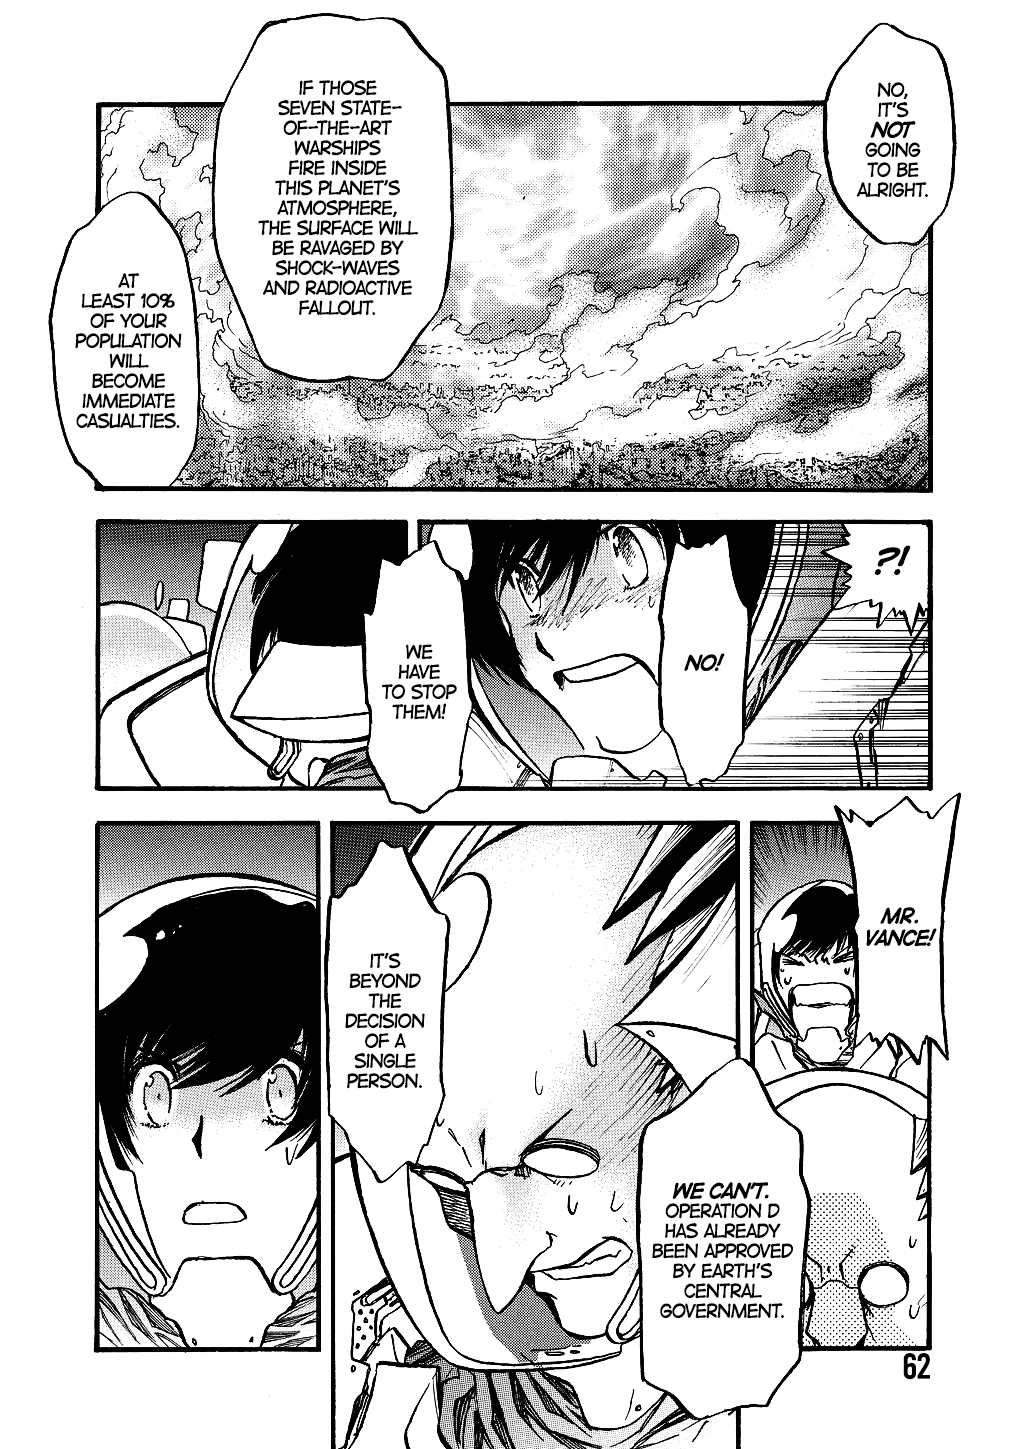 NO,
IT'S
NOT
GOING
TO BE
ALRIGHT.
IF THOSE
SEVEN STATE-
OF-THE-ART
WARSHIPS
FIRE INSIDE
THIS PLANET'S
ATMOSPHERE,
THE SURFACE WILL
BE RAVAGED BY
SHOCK-WAVES
AND RADIOACTIVE
FALLOUT.
AT
LEAST 10%
OF YOUR
POPULATION
WILL
BECOME
IMMEDIATE
CASUALTIES.
?!
NO!
WE
HAVE
TO STOP
THEM!
MR.
VANCE!
WE CAN'T.
OPERATION D
HAS ALREADY
BEEN APPROVED
BY EARTH'S
CENTRAL
GOVERNMENT.
IT'S
BEYOND
THE
DECISION
OF A
SINGLE
PERSON.
62